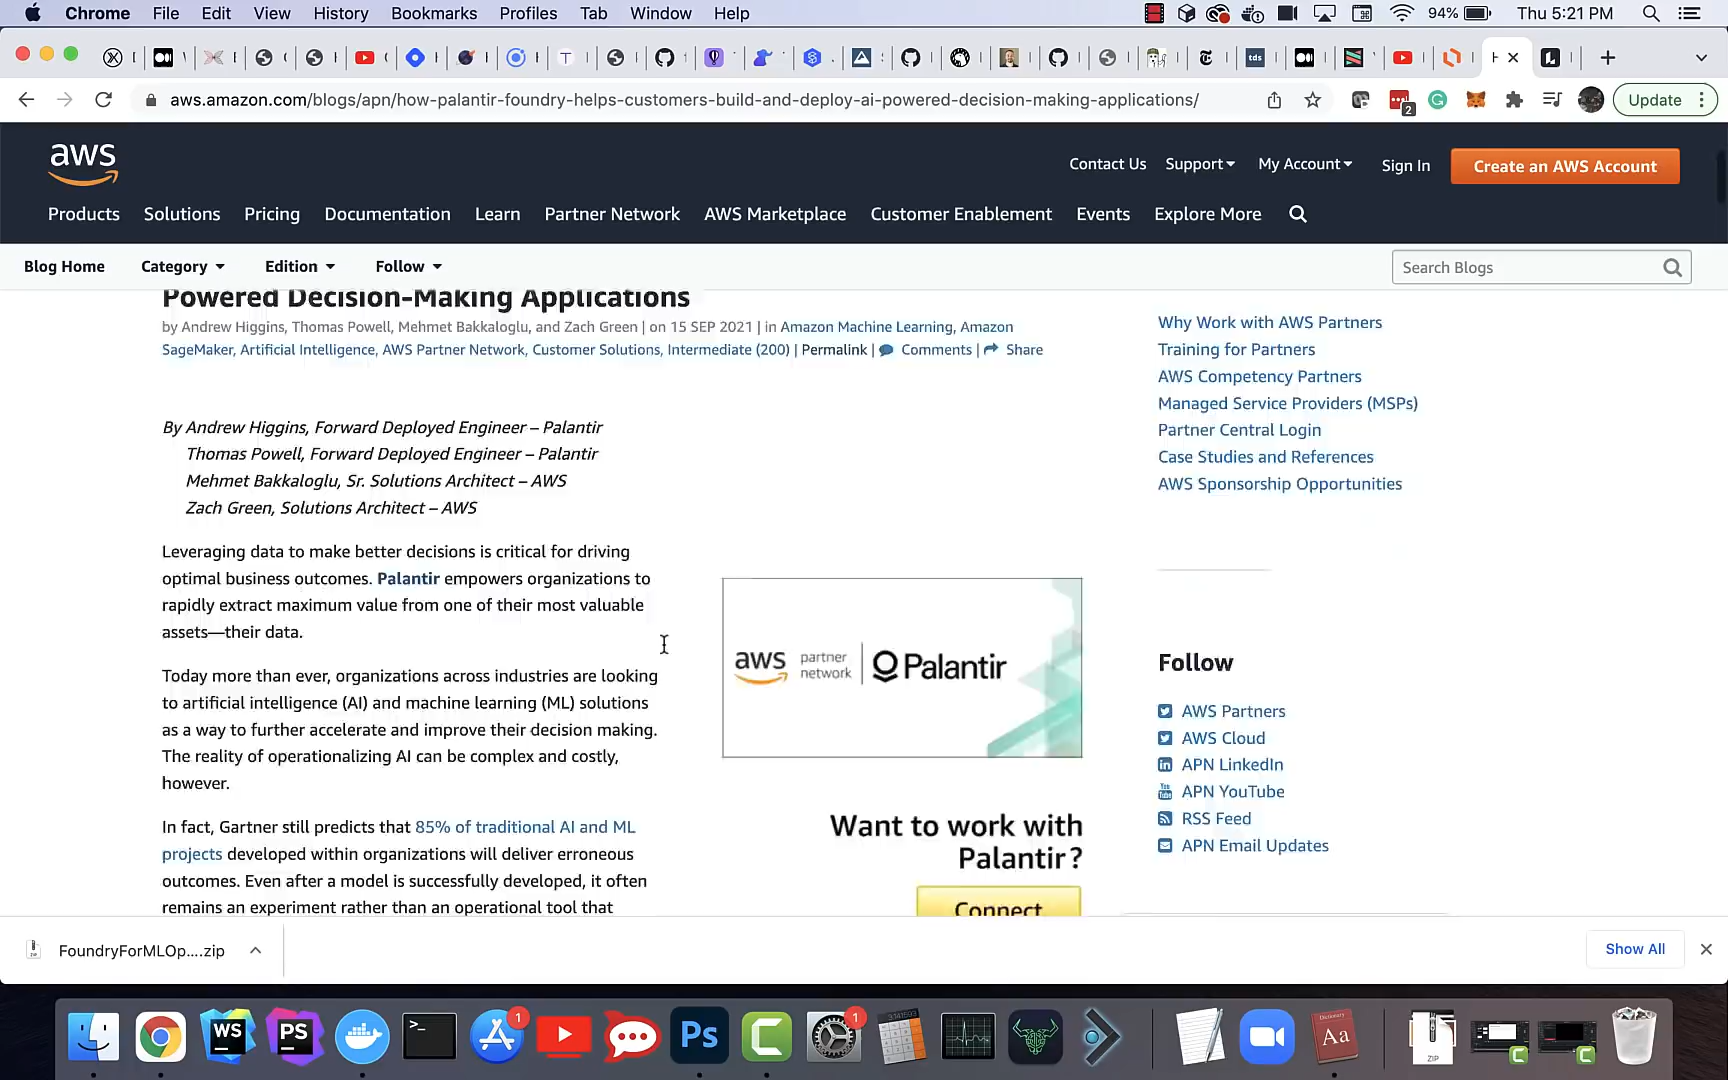 Chrome File Edit View History Bookmarks Profiles Tab Window Help 94% Thu 5:21 PM
tds
aws.amazon.com/blogs/apn/how-palantir-foundry-helps-customers-build-and-deploy-ai-powered-decision-making-applications/ 2 Update
aws
Contact Us Support My Account Sign In Create an AWS Account
Products Solutions Pricing Documentation Learn Partner Network AWS Marketplace Customer Enablement Events Explore More
Blog Home Category Edition Follow Search Blogs
Powered Decision-Making Applications
by Andrew Higgins, Thomas Powell, Mehmet Bakkaloglu, and Zach Green | on 15 SEP 2021 | in Amazon Machine Learning, Amazon
SageMaker, Artificial Intelligence, AWS Partner Network, Customer Solutions, Intermediate (200) | Permalink | Comments | Share
By Andrew Higgins, Forward Deployed Engineer – Palantir
Thomas Powell, Forward Deployed Engineer – Palantir
Mehmet Bakkaloglu, Sr. Solutions Architect – AWS
Zach Green, Solutions Architect – AWS
Leveraging data to make better decisions is critical for driving
optimal business outcomes. Palantir empowers organizations to
rapidly extract maximum value from one of their most valuable
assets—their data.
Today more than ever, organizations across industries are looking
to artificial intelligence (AI) and machine learning (ML) solutions
as a way to further accelerate and improve their decision making.
The reality of operationalizing AI can be complex and costly,
however.
In fact, Gartner still predicts that 85% of traditional AI and ML
projects developed within organizations will deliver erroneous
outcomes. Even after a model is successfully developed, it often
remains an experiment rather than an operational tool that
aws partner network Palantir
Want to work with
Palantir?
Connect
Why Work with AWS Partners
Training for Partners
AWS Competency Partners
Managed Service Providers (MSPs)
Partner Central Login
Case Studies and References
AWS Sponsorship Opportunities
Follow
AWS Partners
AWS Cloud
APN LinkedIn
APN YouTube
RSS Feed
APN Email Updates
FoundryForMLOp....zip Show All
WS PS 1 Ps C 1 Aa ZIP